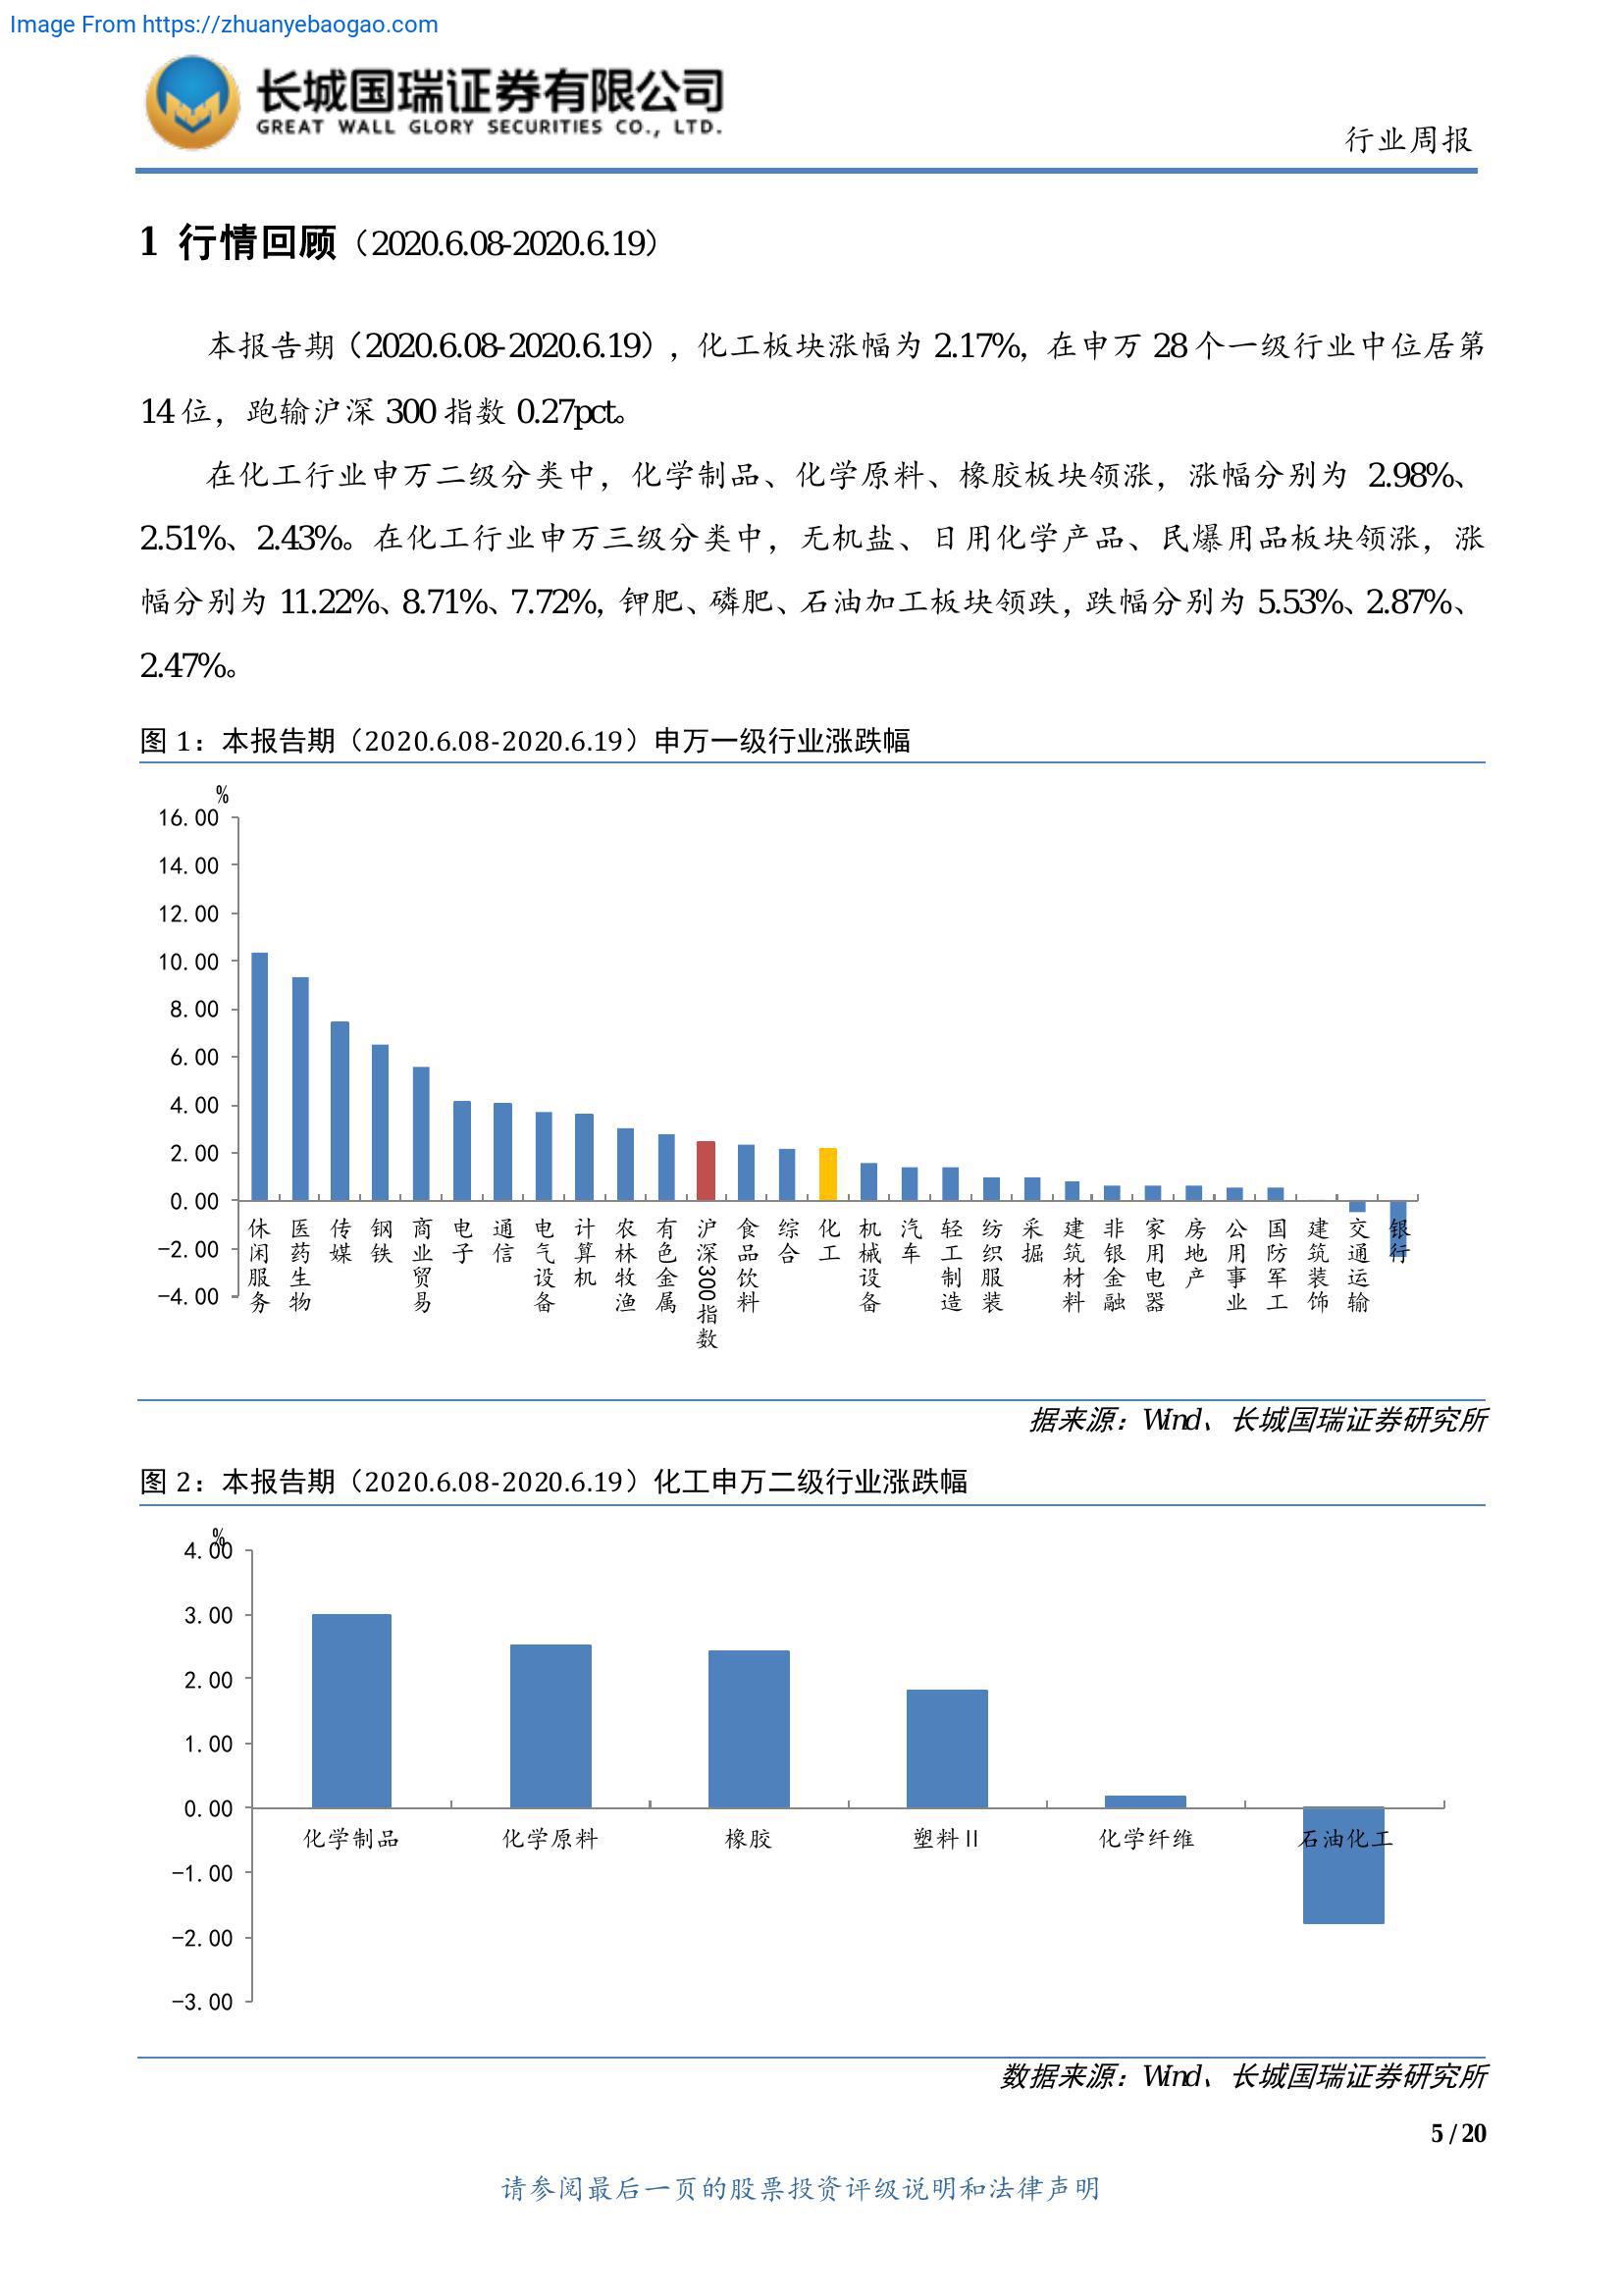 Image From https://zhuanyebaogao.com
长城国瑞证券有限公司
GREAT WALL GLORY SECURITIES CO., LTD.
行业周报
1 行情回顾（2020.6.08-2020.6.19）
本报告期（2020.6.08-2020.6.19），化工板块涨幅为 2.17%, 在申万 28 个一级行业中位居第
14 位，跑输沪深 300 指数 0.27pct。
在化工行业申万二级分类中，化学制品、化学原料、橡胶板块领涨，涨幅分别为 2.98%、
2.51%、2.43%。在化工行业申万三级分类中，无机盐、日用化学产品、民爆用品板块领涨，涨
幅分别为 11.22%、8.71%、7.72%, 钾肥、磷肥、石油加工板块领跌，跌幅分别为 5.53%、2.87%、
2.47%。
图 1：本报告期（2020.6.08-2020.6.19）申万一级行业涨跌幅
%
16.00
14.00
12.00
10.00
8.00
6.00
4.00
2.00
0.00
-2.00
-4.00
休闲服务
医药生物
传媒
钢铁
商业贸易
电子
通信
电气设备
计算机
农林牧渔
有色金属
沪深300指数
食品饮料
综合
化工
机械设备
汽车
轻工制造
纺织服装
采掘
建筑材料
非银金融
家用电器
房地产
公用事业
国防军工
建筑装饰
交通运输
银行
据来源：Wind、长城国瑞证券研究所
图 2：本报告期（2020.6.08-2020.6.19）化工申万二级行业涨跌幅
%
4.00
3.00
2.00
1.00
0.00
-1.00
-2.00
-3.00
化学制品
化学原料
橡胶
塑料Ⅱ
化学纤维
石油化工
数据来源：Wind、长城国瑞证券研究所
5 / 20
请参阅最后一页的股票投资评级说明和法律声明